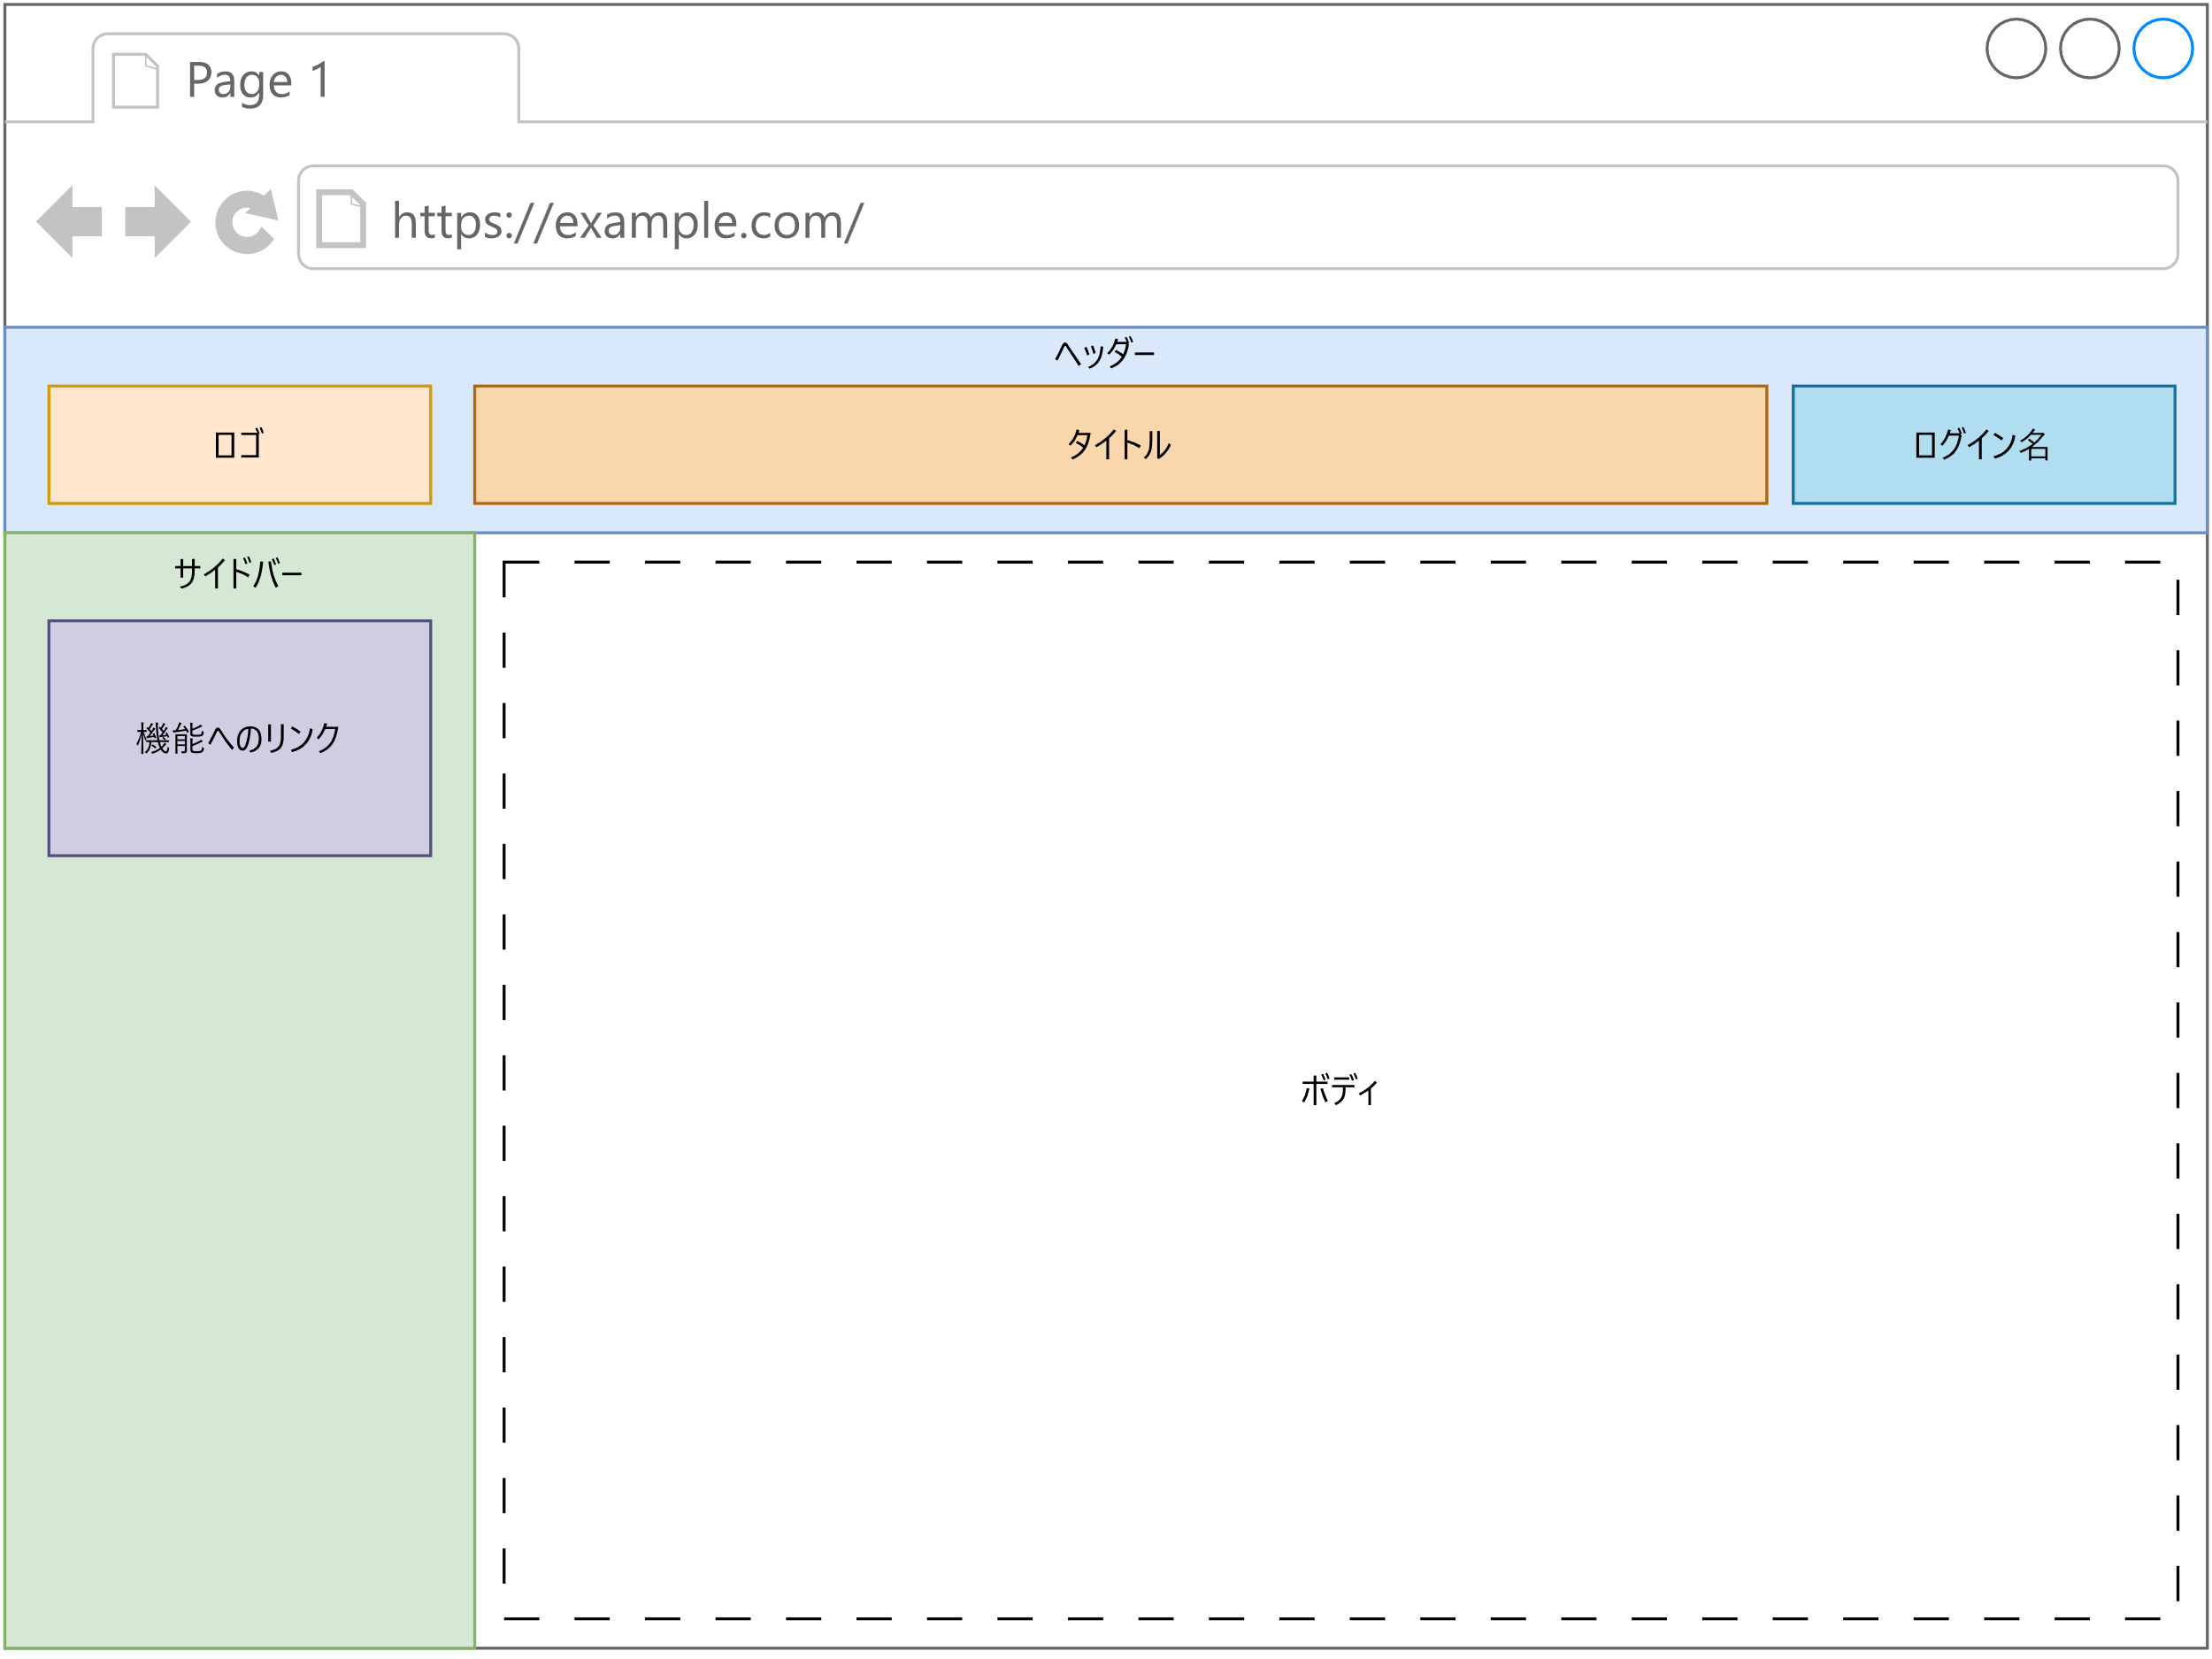 Page 1
https://example.com/
ヘッダー
ロゴ
タイトル
ログイン名
サイドバー
機能へのリンク
ボディ